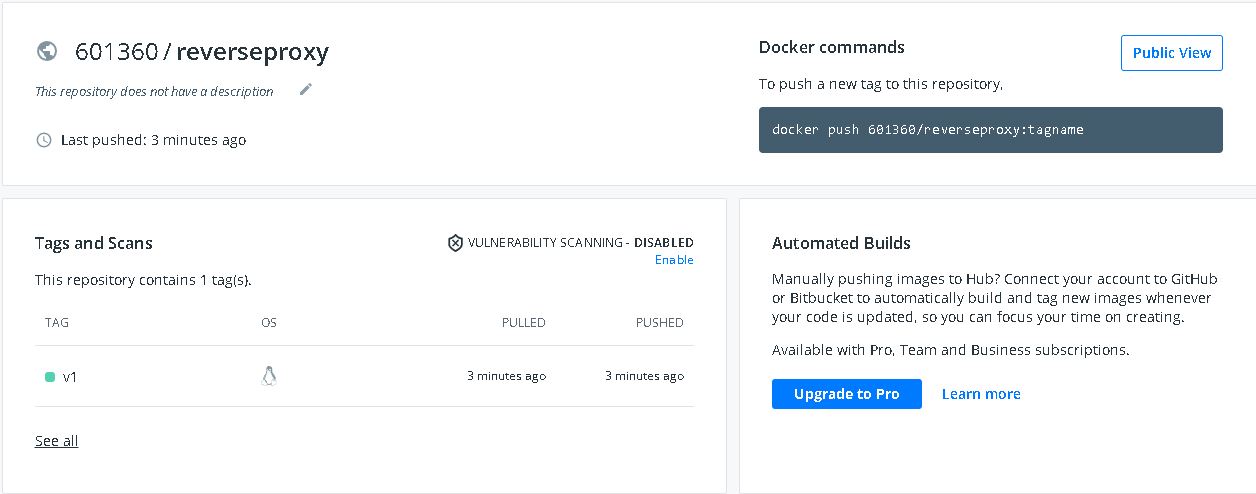 601360 / reverseproxy
This repository does not have a description
Last pushed: 3 minutes ago
Docker commands
Public View
To push a new tag to this repository,
docker push 601360/reverseproxy:tagname
Tags and Scans
VULNERABILITY SCANNING - DISABLED
Enable
This repository contains 1 tag(s).
TAG OS PULLED PUSHED
v1 3 minutes ago 3 minutes ago
See all
Automated Builds
Manually pushing images to Hub? Connect your account to GitHub
or Bitbucket to automatically build and tag new images whenever
your code is updated, so you can focus your time on creating.
Available with Pro, Team and Business subscriptions.
Upgrade to Pro Learn more